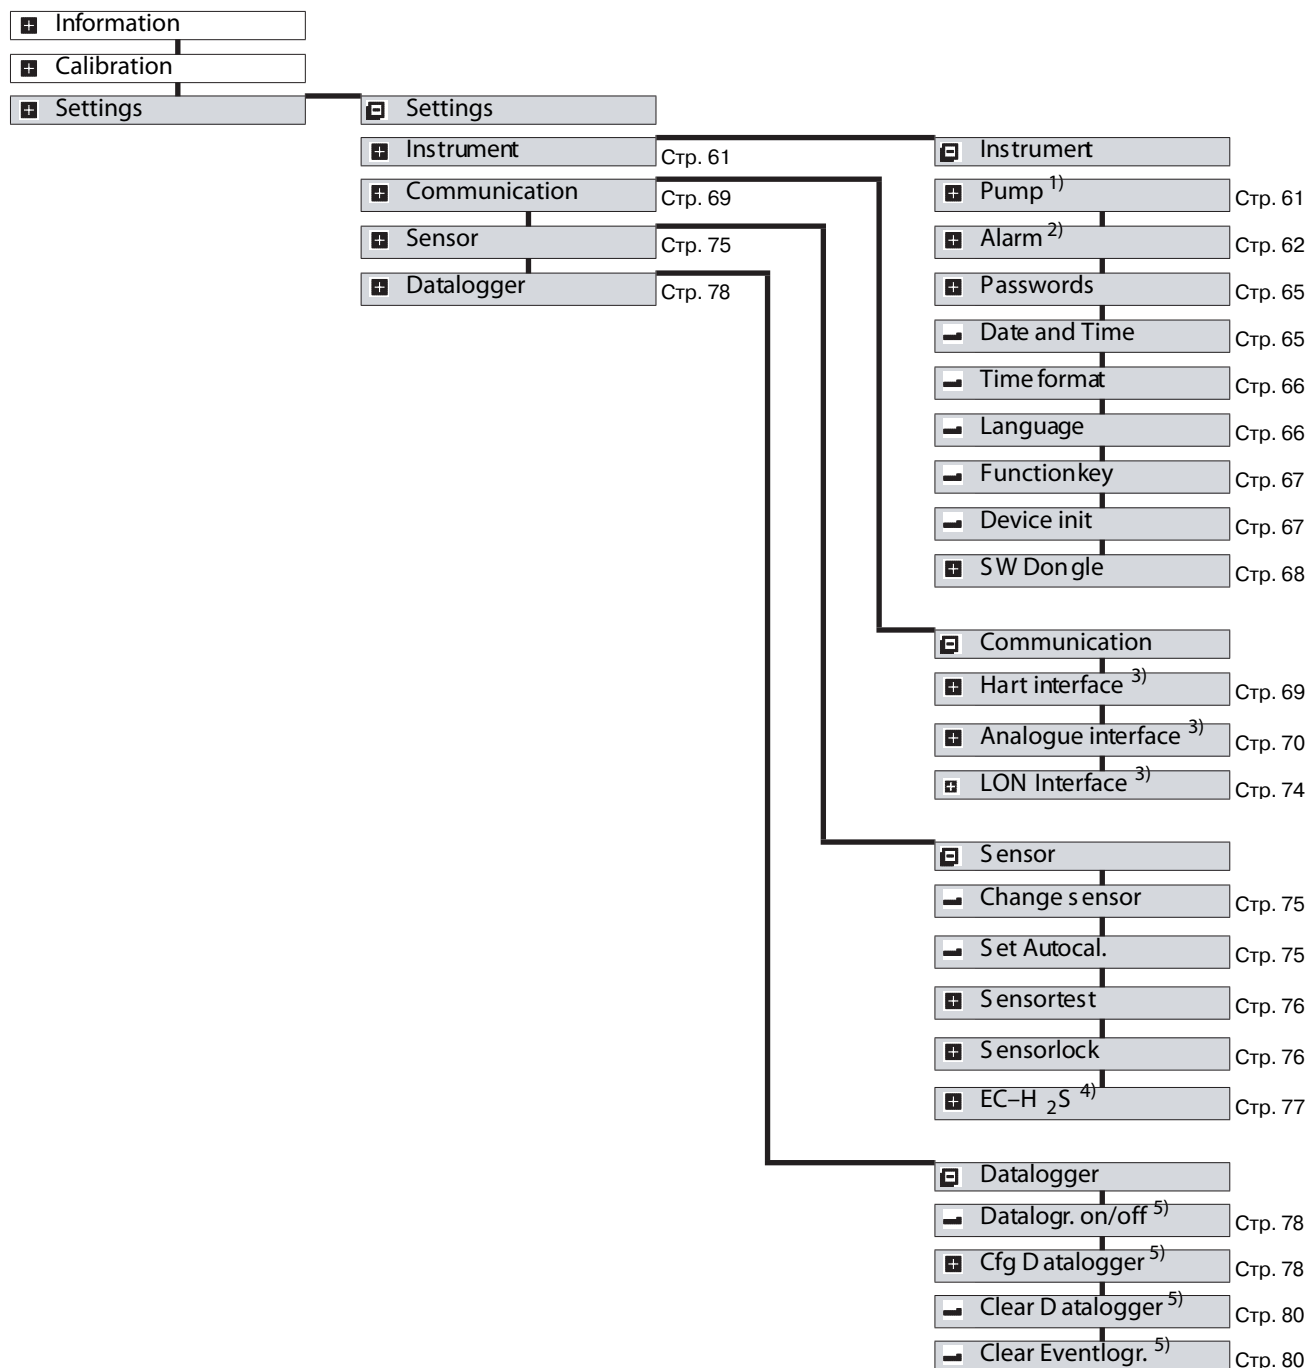 Information
Calibration
Settings
Settings
Instrument Стр. 61
Communication Стр. 69
Sensor Стр. 75
Datalogger Стр. 78
Instrument
Pump 1) Стр. 61
Alarm 2) Стр. 62
Passwords Стр. 65
Date and Time Стр. 65
Time format Стр. 66
Language Стр. 66
Functionkey Стр. 67
Device init Стр. 67
SW Dongle Стр. 68
Communication
Hart interface 3) Стр. 69
Analogue interface 3) Стр. 70
LON Interface 3) Стр. 74
Sensor
Change sensor Стр. 75
Set Autocal. Стр. 75
Sensortest Стр. 76
Sensorlock Стр. 76
EC–H 2S 4) Стр. 77
Datalogger
Datalogr. on/off 5) Стр. 78
Cfg Datalogger 5) Стр. 78
Clear Datalogger 5) Стр. 80
Clear Eventlogr. 5) Стр. 80